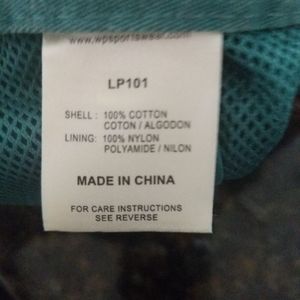 www.wpsportswear.com
LP101
SHELL : 100% COTTON
COTON / ALGODON
LINING: 100% NYLON
POLYAMIDE / NILON
MADE IN CHINA
FOR CARE INSTRUCTIONS
SEE REVERSE